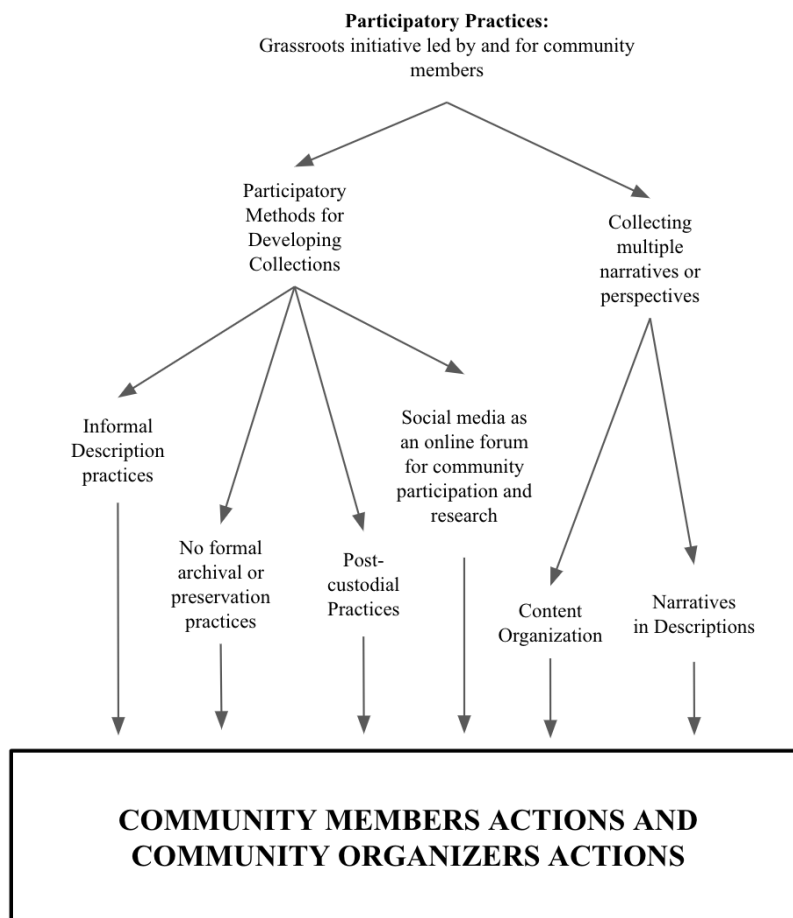 Participatory Practices:
Grassroots initiative led by and for community
members
Participatory
Methods for
Developing
Collections
Collecting
multiple
narratives or
perspectives
Informal
Description
practices
No formal
archival or
preservation
practices
Post-
custodial
Practices
Social media as
an online forum
for community
participation and
research
Content
Organization
Narratives
in Descriptions
COMMUNITY MEMBERS ACTIONS AND
COMMUNITY ORGANIZERS ACTIONS